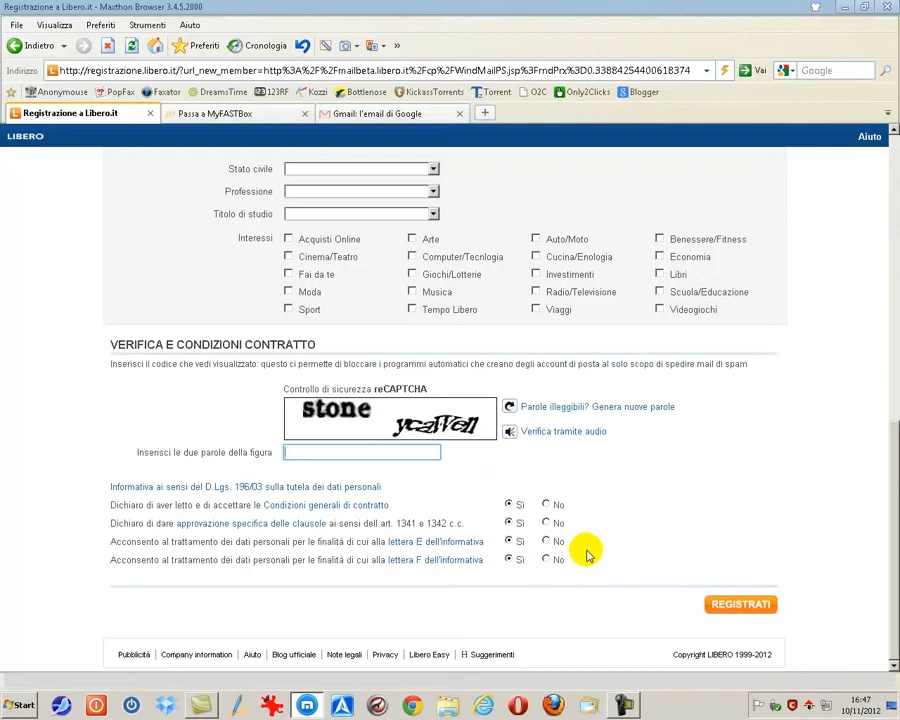 Registrazione a Libero.it - Maxthon Browser 3.4.5.2000
File Visualizza Preferiti Strumenti Aiuto
Indietro Preferiti Cronologia »
Indirizzo http://registrazione.libero.it/?url_new_member=http%3A%2F%2Fmailbeta.libero.it%2Fcp%2FWindMailPS.jsp%3FrndPrx%3D0.33884254400618374 Vai Google
Anonymouse PopFax Faxator DreamsTime 123RF Kozzi Bottlenose KickassTorrents Torrent O2C Only2Clicks Blogger
Registrazione a Libero.it Passa a MyFASTBox Gmail: l'email di Google
LIBERO Aiuto
Stato civile
Professione
Titolo di studio
Interessi Acquisti Online Arte Auto/Moto Benessere/Fitness
Cinema/Teatro Computer/Tecnlogia Cucina/Enologia Economia
Fai da te Giochi/Lotterie Investimenti Libri
Moda Musica Radio/Televisione Scuola/Educazione
Sport Tempo Libero Viaggi Videogiochi
VERIFICA E CONDIZIONI CONTRATTO
Inserisci il codice che vedi visualizzato: questo ci permette di bloccare i programmi automatici che creano degli account di posta al solo scopo di spedire mail di spam
Controllo di sicurezza reCAPTCHA
stone
Parole illeggibili? Genera nuove parole
Verifica tramite audio
Inserisci le due parole della figura
Informativa ai sensi del D.Lgs. 196/03 sulla tutela dei dati personali
Dichiaro di aver letto e di accettare le Condizioni generali di contratto Sì No
Dichiaro di dare approvazione specifica delle clausole ai sensi dell.art. 1341 e 1342 c.c. Sì No
Acconsento al trattamento dei dati personali per le finalità di cui alla lettera E dell'informativa Sì No
Acconsento al trattamento dei dati personali per le finalità di cui alla lettera F dell'informativa Sì No
REGISTRATI
Pubblicità Company information Aiuto Blog ufficiale Note legali Privacy Libero Easy Suggerimenti Copyright LIBERO 1999-2012
Start
16:47
10/11/2012